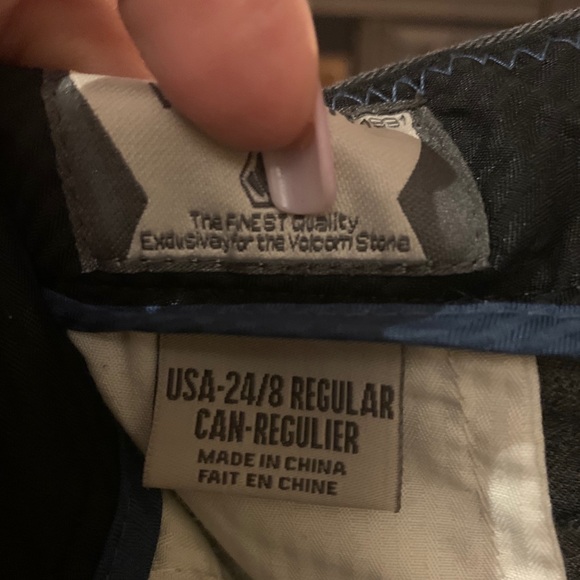 1991
The FINEST Quality
Exclusively for the Volcom Stone
USA-24/8 REGULAR
CAN-REGULIER
MADE IN CHINA
FAIT EN CHINE